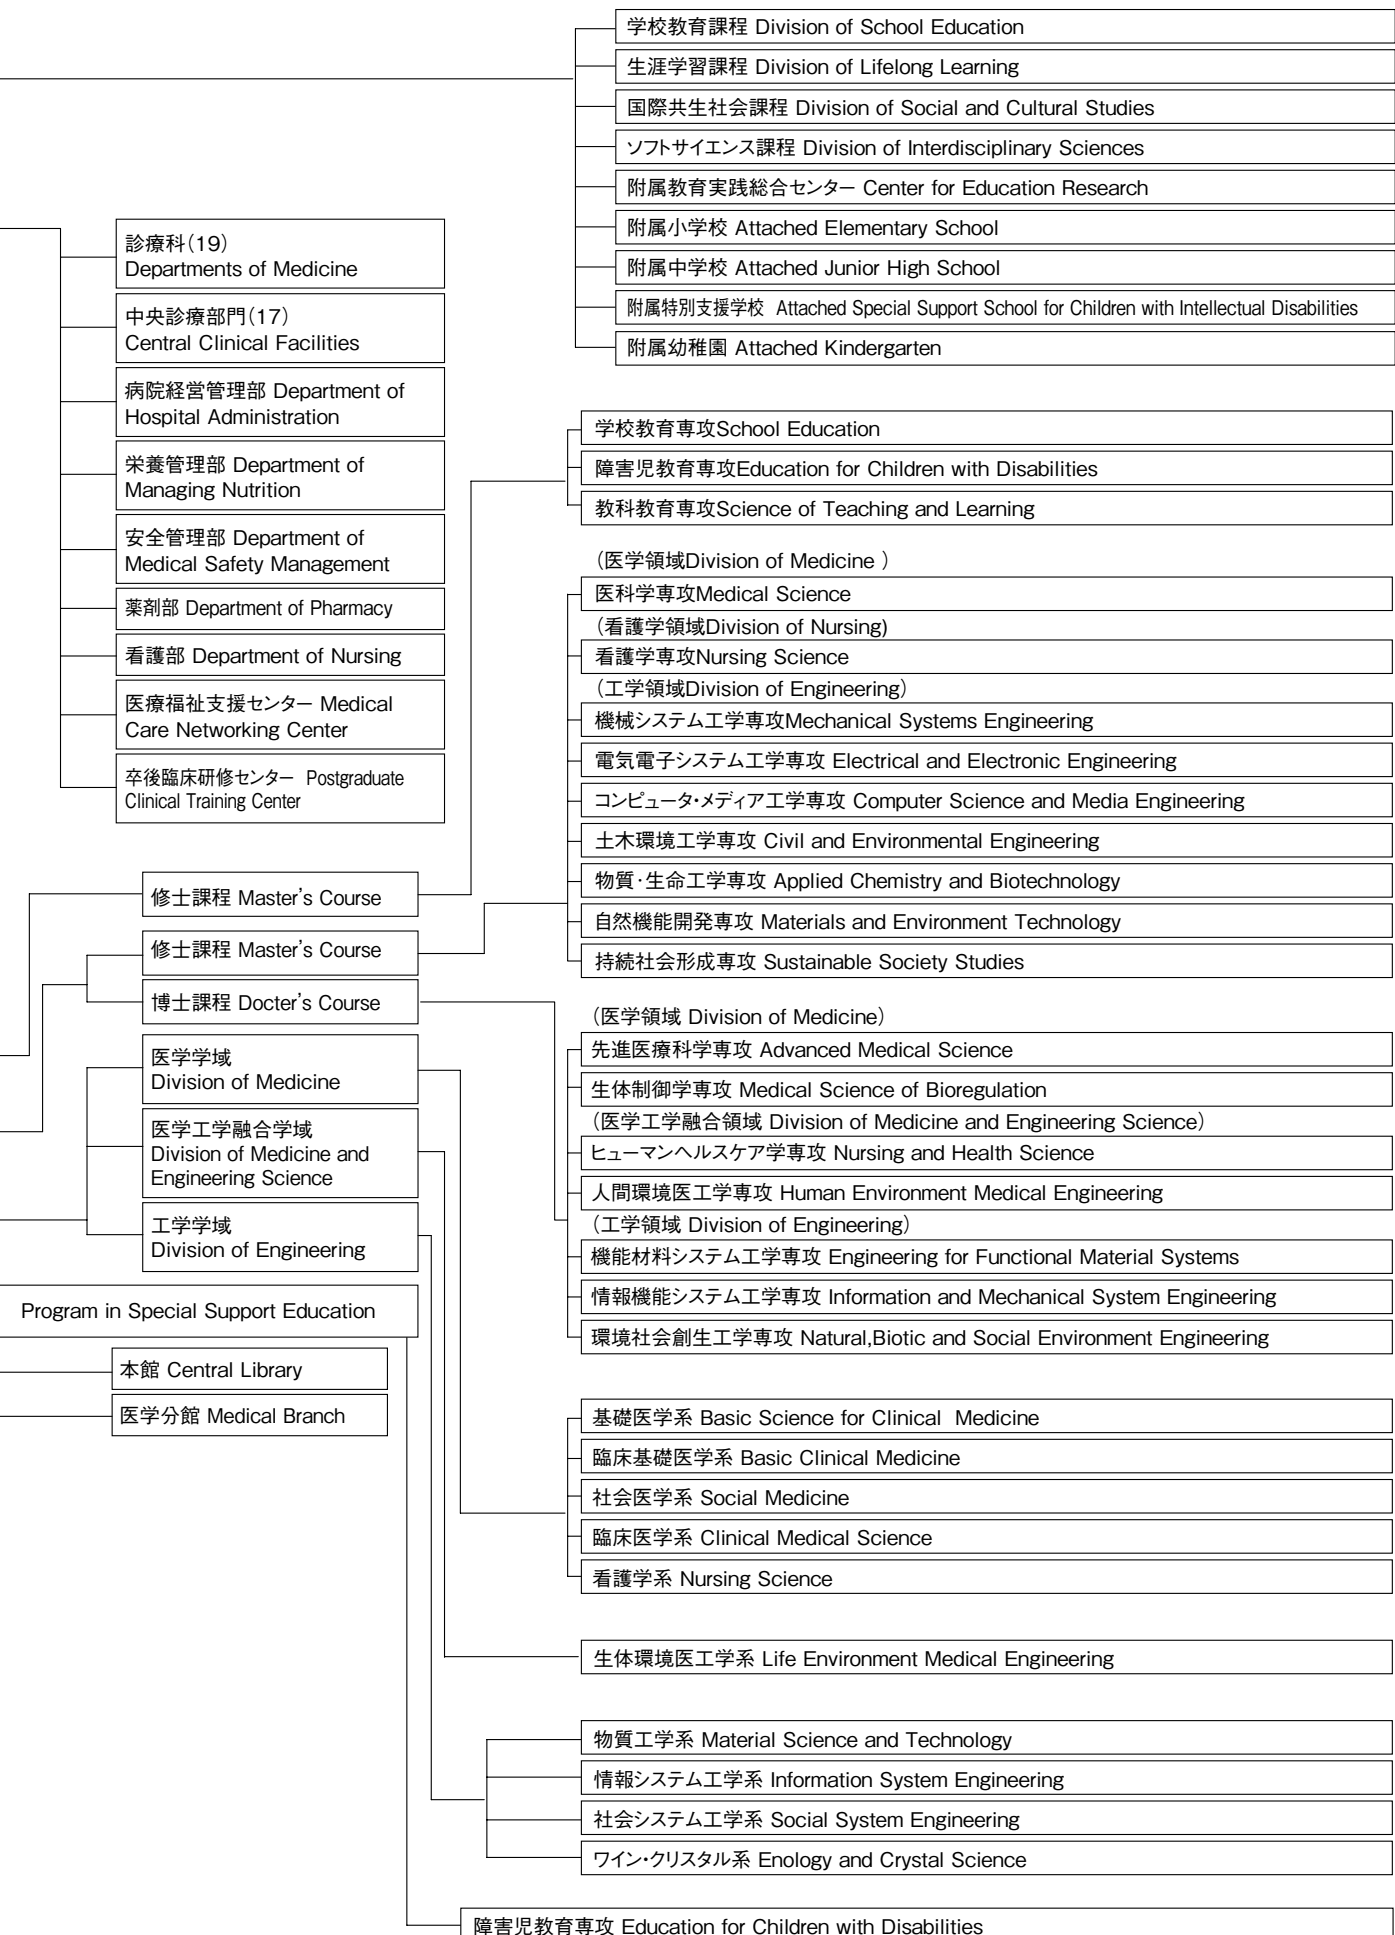 学校教育課程 Division of School Education
生涯学習課程 Division of Lifelong Learning
国際共生社会課程 Division of Social and Cultural Studies
ソフトサイエンス課程 Division of Interdisciplinary Sciences
附属教育実践総合センター Center for Education Research
附属小学校 Attached Elementary School
附属中学校 Attached Junior High School
附属特別支援学校 Attached Special Support School for Children with Intellectual Disabilities
附属幼稚園 Attached Kindergarten
診療科(19)
Departments of Medicine
中央診療部門(17)
Central Clinical Facilities
病院経営管理部 Department of
Hospital Administration
栄養管理部 Department of
Managing Nutrition
安全管理部 Department of
Medical Safety Management
薬剤部 Department of Pharmacy
看護部 Department of Nursing
医療福祉支援センター Medical
Care Networking Center
卒後臨床研修センター Postgraduate
Clinical Training Center
学校教育専攻School Education
障害児教育専攻Education for Children with Disabilities
教科教育専攻Science of Teaching and Learning
(医学領域Division of Medicine )
医科学専攻Medical Science
(看護学領域Division of Nursing)
看護学専攻Nursing Science
(工学領域Division of Engineering)
機械システム工学専攻Mechanical Systems Engineering
電気電子システム工学専攻 Electrical and Electronic Engineering
コンピュータ・メディア工学専攻 Computer Science and Media Engineering
土木環境工学専攻 Civil and Environmental Engineering
物質・生命工学専攻 Applied Chemistry and Biotechnology
自然機能開発専攻 Materials and Environment Technology
持続社会形成専攻 Sustainable Society Studies
修士課程 Master's Course
修士課程 Master's Course
博士課程 Docter's Course
医学学域
Division of Medicine
医学工学融合学域
Division of Medicine and
Engineering Science
工学学域
Division of Engineering
Program in Special Support Education
本館 Central Library
医学分館 Medical Branch
(医学領域 Division of Medicine)
先進医療科学専攻 Advanced Medical Science
生体制御学専攻 Medical Science of Bioregulation
(医学工学融合領域 Division of Medicine and Engineering Science)
ヒューマンヘルスケア学専攻 Nursing and Health Science
人間環境医工学専攻 Human Environment Medical Engineering
(工学領域 Division of Engineering)
機能材料システム工学専攻 Engineering for Functional Material Systems
情報機能システム工学専攻 Information and Mechanical System Engineering
環境社会創生工学専攻 Natural,Biotic and Social Environment Engineering
基礎医学系 Basic Science for Clinical Medicine
臨床基礎医学系 Basic Clinical Medicine
社会医学系 Social Medicine
臨床医学系 Clinical Medical Science
看護学系 Nursing Science
生体環境医工学系 Life Environment Medical Engineering
物質工学系 Material Science and Technology
情報システム工学系 Information System Engineering
社会システム工学系 Social System Engineering
ワイン・クリスタル系 Enology and Crystal Science
障害児教育専攻 Education for Children with Disabilities